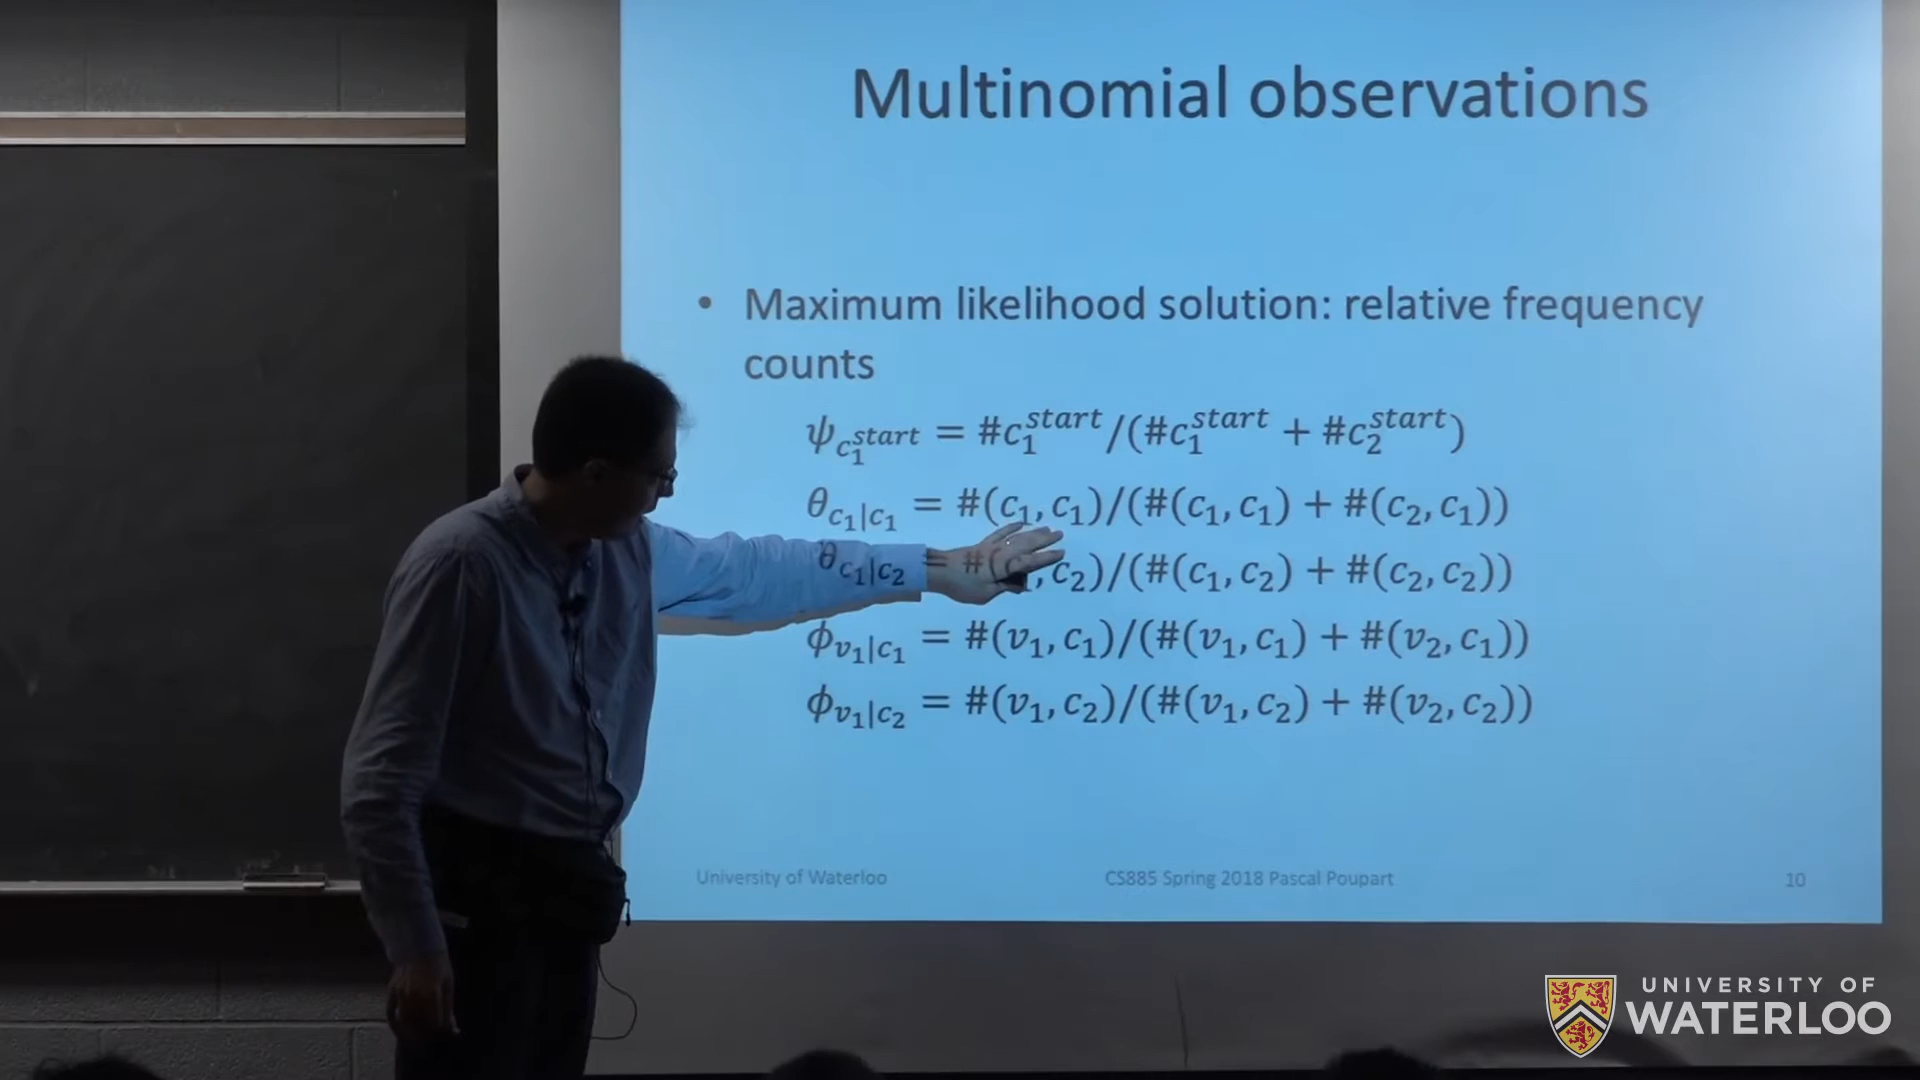 Multinomial observations
• Maximum likelihood solution: relative frequency
counts
ψ_{c_1^{start}} = #c_1^{start}/(#c_1^{start} + #c_2^{start})
θ_{c_1|c_1} = #(c_1, c_1)/(#(c_1, c_1) + #(c_2, c_1))
θ_{c_1|c_2} = #(c_1, c_2)/(#(c_1, c_2) + #(c_2, c_2))
ϕ_{v_1|c_1} = #(v_1, c_1)/(#(v_1, c_1) + #(v_2, c_1))
ϕ_{v_1|c_2} = #(v_1, c_2)/(#(v_1, c_2) + #(v_2, c_2))
University of Waterloo CS885 Spring 2018 Pascal Poupart 10
UNIVERSITY OF
WATERLOO